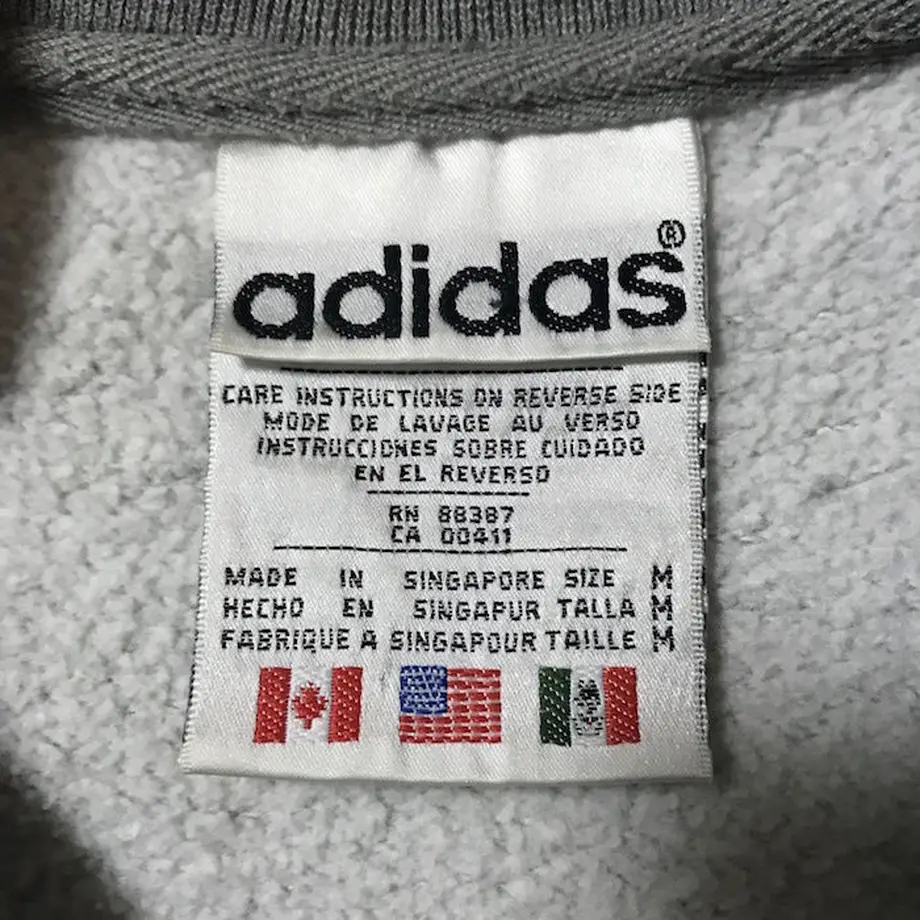 adidas®
CARE INSTRUCTIONS ON REVERSE SIDE
MODE DE LAVAGE AU VERSO
INSTRUCCIONES SOBRE CUIDADO
EN EL REVERSO
RN 88387
CA 00411
MADE IN SINGAPORE SIZE M
HECHO EN SINGAPUR TALLA M
FABRIQUE A SINGAPOUR TAILLE M